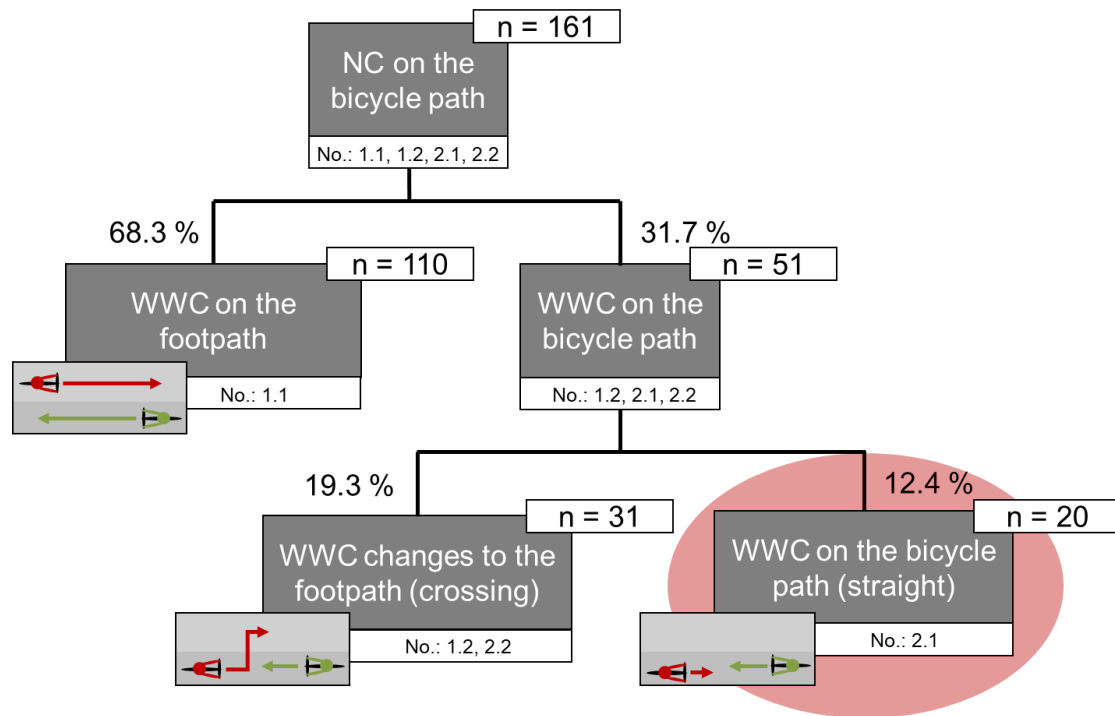 n = 161
NC on the
bicycle path
No.: 1.1, 1.2, 2.1, 2.2
68.3 %
31.7 %
n = 110
WWC on the
footpath
No.: 1.1
n = 51
WWC on the
bicycle path
No.: 1.2, 2.1, 2.2
19.3 %
12.4 %
n = 31
WWC changes to the
footpath (crossing)
No.: 1.2, 2.2
n = 20
WWC on the bicycle
path (straight)
No.: 2.1